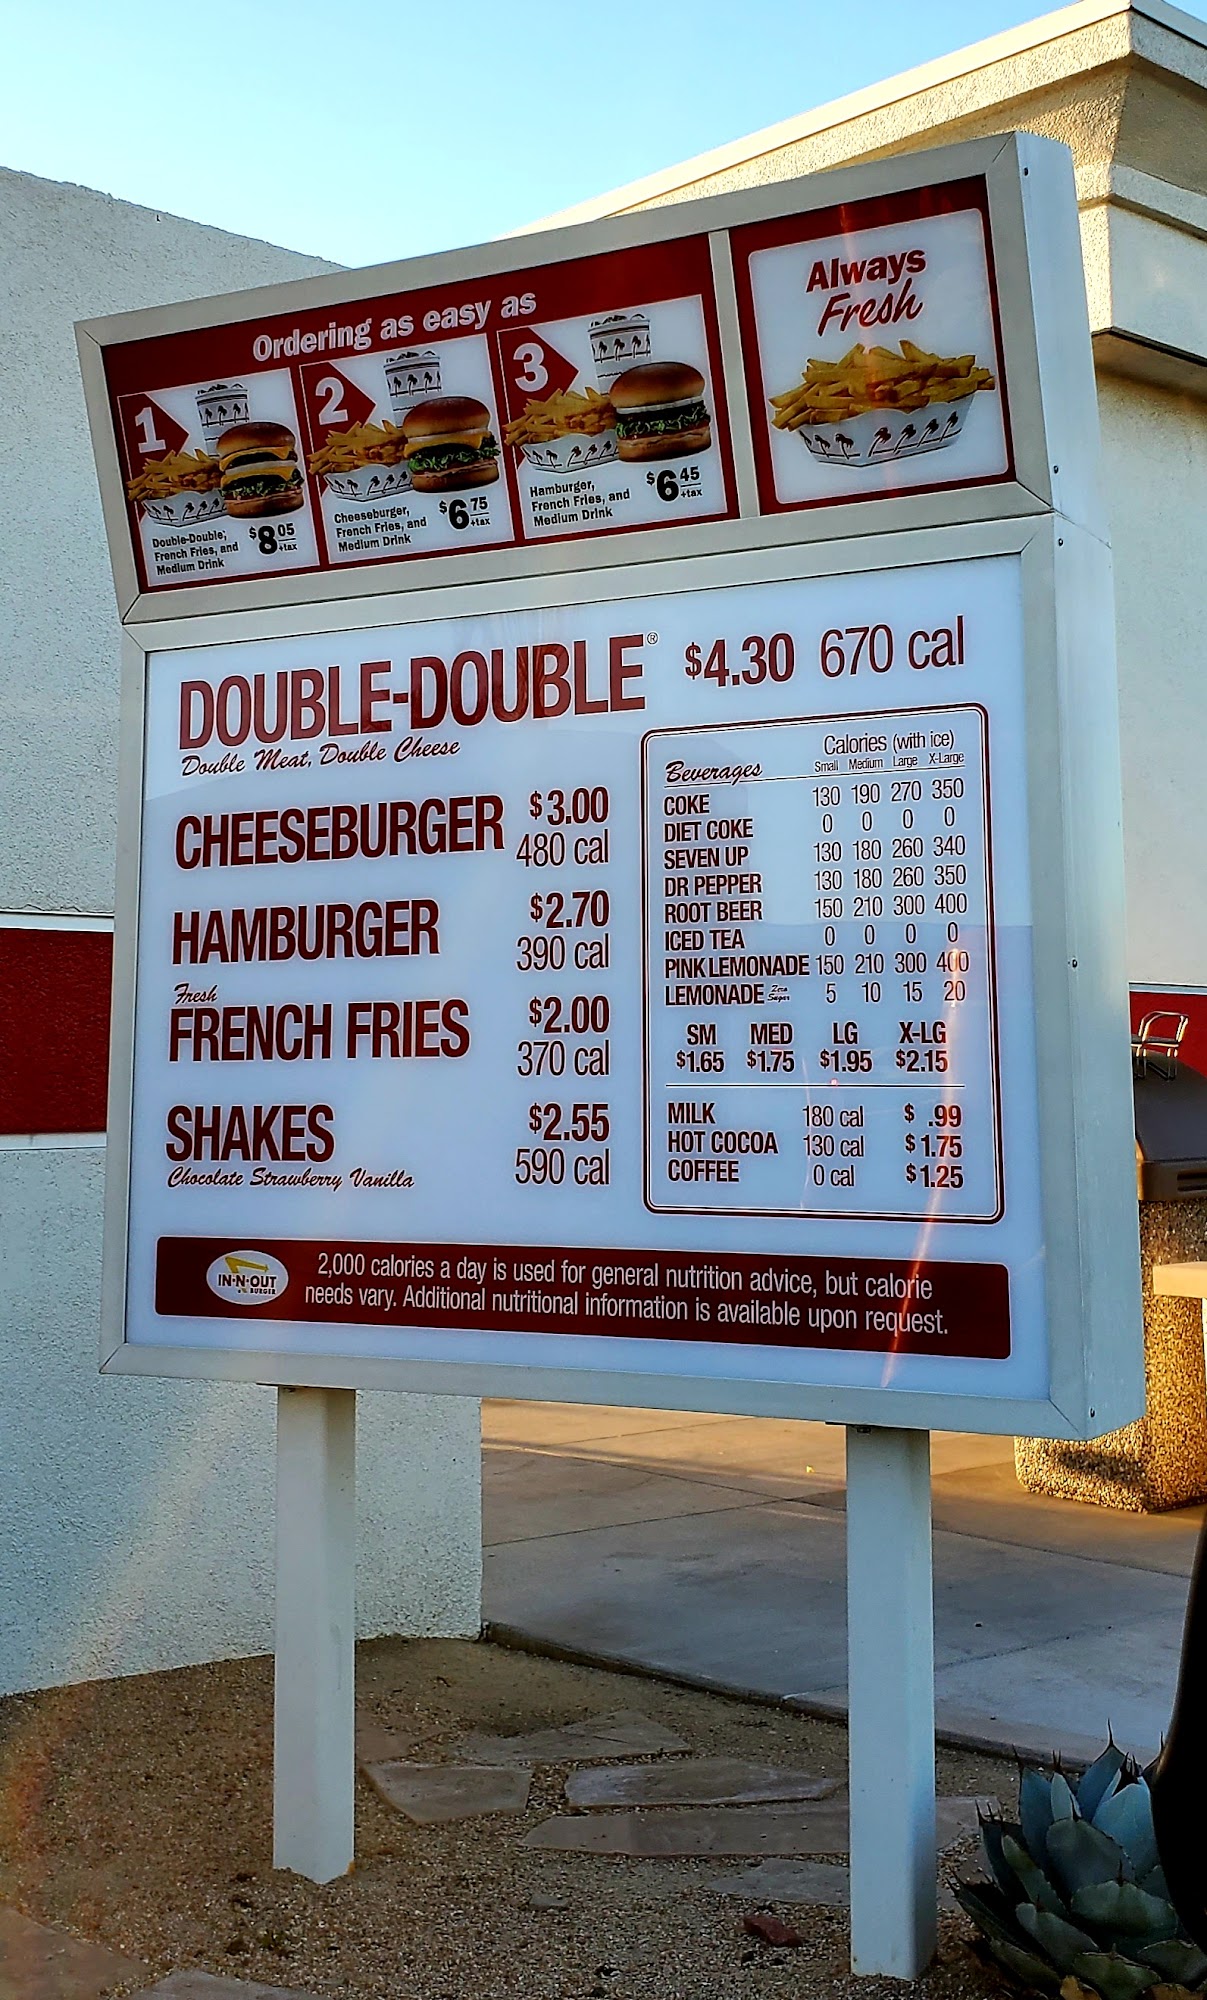 Ordering as easy as
1
Double-Double,
French Fries, and
Medium Drink
$8.05
+tax
2
Cheeseburger,
French Fries, and
Medium Drink
$6.75
+tax
3
Hamburger,
French Fries, and
Medium Drink
$6.45
+tax
Always
Fresh
DOUBLE-DOUBLE® $4.30 670 cal
Double Meat, Double Cheese
CHEESEBURGER $3.00
480 cal
HAMBURGER $2.70
390 cal
Fresh
FRENCH FRIES $2.00
370 cal
SHAKES $2.55
Chocolate Strawberry Vanilla 590 cal
Calories (with ice)
Beverages Small Medium Large X-Large
COKE 130 190 270 350
DIET COKE 0 0 0 0
SEVEN UP 130 180 260 340
DR PEPPER 130 180 260 350
ROOT BEER 150 210 300 400
ICED TEA 0 0 0 0
PINK LEMONADE 150 210 300 400
LEMONADE Zero Sugar 5 10 15 20
SM MED LG X-LG
$1.65 $1.75 $1.95 $2.15
MILK 180 cal $ .99
HOT COCOA 130 cal $1.75
COFFEE 0 cal $1.25
IN-N-OUT
BURGER
2,000 calories a day is used for general nutrition advice, but calorie
needs vary. Additional nutritional information is available upon request.